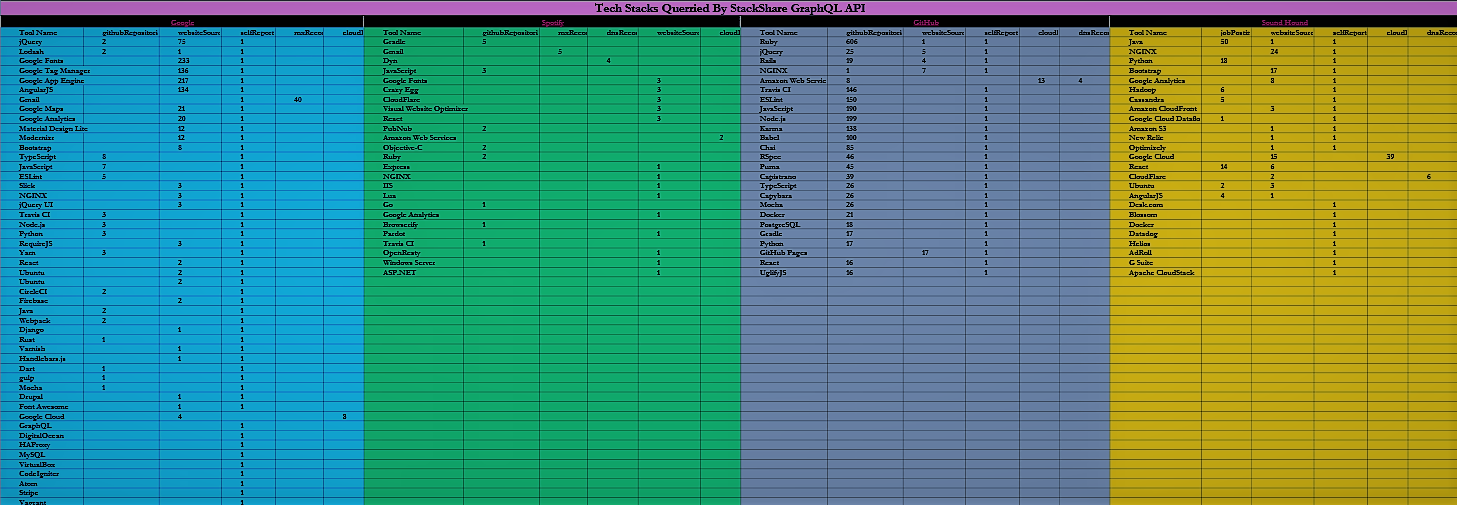 Tech Stacks Querried By StackShare GraphQL API
Google Spotify GitHub Sound Hound
Tool Name githubRepositori websiteSourc selfReport mxRecor cloudI Tool Name githubRepositori mxRecor dnsRecor websiteSourc cloudI Tool Name githubRepositori websiteSourc selfReport cloudI dnsRecor Tool Name jobPostin websiteSourc selfReport cloudI dnsRecor
jQuery 2 75 1 Gradle 5 Ruby 606 1 1 Java 50 1 1
Lodash 2 1 1 Gmail 5 jQuery 25 5 1 NGINX 24 1
Google Fonts 233 1 Dyn 4 Rails 19 4 1 Python 18 1
Google Tag Manager 136 1 JavaScript 3 NGINX 1 7 1 Bootstrap 17 1
Google App Engine 217 1 Google Fonts 3 Amazon Web Servic 8 13 4 Google Analytics 8 1
AngularJS 134 1 Crazy Egg 3 Travis CI 146 1 Hadoop 6 1
Gmail 1 40 CloudFlare 3 ESLint 150 1 Cassandra 5 1
Google Maps 21 1 Visual Website Optimizer 3 JavaScript 190 1 Amazon CloudFront 3 1
Google Analytics 20 1 React 3 Node.js 199 1 Google Cloud Dataflo 1 1
Material Design Lite 12 1 PubNub 2 Karma 138 1 Amazon S3 1 1
Modernizr 12 1 Amazon Web Services 2 Babel 100 1 New Relic 1 1
Bootstrap 8 1 Objective-C 2 Chai 85 1 Optimizely 1 1
TypeScript 8 1 Ruby 2 RSpec 46 1 Google Cloud 15 39
JavaScript 7 1 Express 1 Puma 45 1 React 14 6
ESLint 5 1 NGINX 1 Capistrano 39 1 CloudFlare 2 6
Slick 3 1 IIS 1 TypeScript 26 1 Ubuntu 2 3
NGINX 3 1 Lua 1 Capybara 26 1 AngularJS 4 1
jQuery UI 3 1 Go 1 Mocha 26 1 Desk.com 1
Travis CI 3 1 Google Analytics 1 Docker 21 1 Blossom 1
Node.js 3 1 Browserify 1 PostgreSQL 18 1 Docker 1
Python 3 1 Pardot 1 Gradle 17 1 Datadog 1
RequireJS 3 1 Travis CI 1 Python 17 1 Helios 1
Yarn 3 1 OpenResty 1 GitHub Pages 17 1 AdRoll 1
React 2 1 Windows Server 1 React 16 1 G Suite 1
Ubuntu 2 1 ASP.NET 1 UglifyJS 16 1 Apache CloudStack 1
Ubuntu 2 1
CircleCI 2 1
Firebase 2 1
Java 2 1
Webpack 2 1
Django 1 1
Rust 1 1
Varnish 1 1
Handlebars.js 1 1
Dart 1 1
gulp 1 1
Mocha 1 1
Drupal 1 1
Font Awesome 1 1
Google Cloud 4 8
GraphQL 1
DigitalOcean 1
HAProxy 1
MySQL 1
VirtualBox 1
CodeIgniter 1
Atom 1
Stripe 1
Vagrant 1